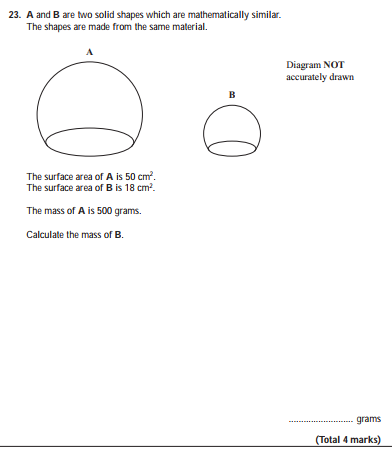 23. A and B are two solid shapes which are mathematically similar.
The shapes are made from the same material.
A
Diagram NOT
accurately drawn
B
The surface area of A is 50 cm².
The surface area of B is 18 cm².
The mass of A is 500 grams.
Calculate the mass of B.
........................... grams
(Total 4 marks)